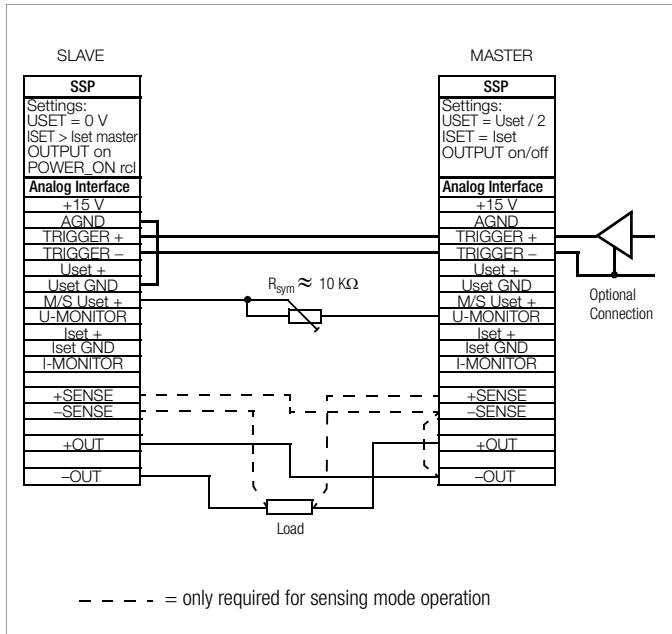 SLAVE
SSP
Settings:
USET = 0 V
ISET > Iset master
OUTPUT on
POWER_ON rcl
Analog Interface
+15 V
AGND
TRIGGER +
TRIGGER –
Uset +
Uset GND
M/S Uset +
U-MONITOR
Iset +
Iset GND
I-MONITOR
+SENSE
–SENSE
+OUT
–OUT
MASTER
SSP
Settings:
USET = Uset / 2
ISET = Iset
OUTPUT on/off
Analog Interface
+15 V
AGND
TRIGGER +
TRIGGER –
Uset +
Uset GND
M/S Uset +
U-MONITOR
Iset +
Iset GND
I-MONITOR
+SENSE
–SENSE
+OUT
–OUT
Rsym ≈ 10 KΩ
Optional
Connection
Load
= only required for sensing mode operation